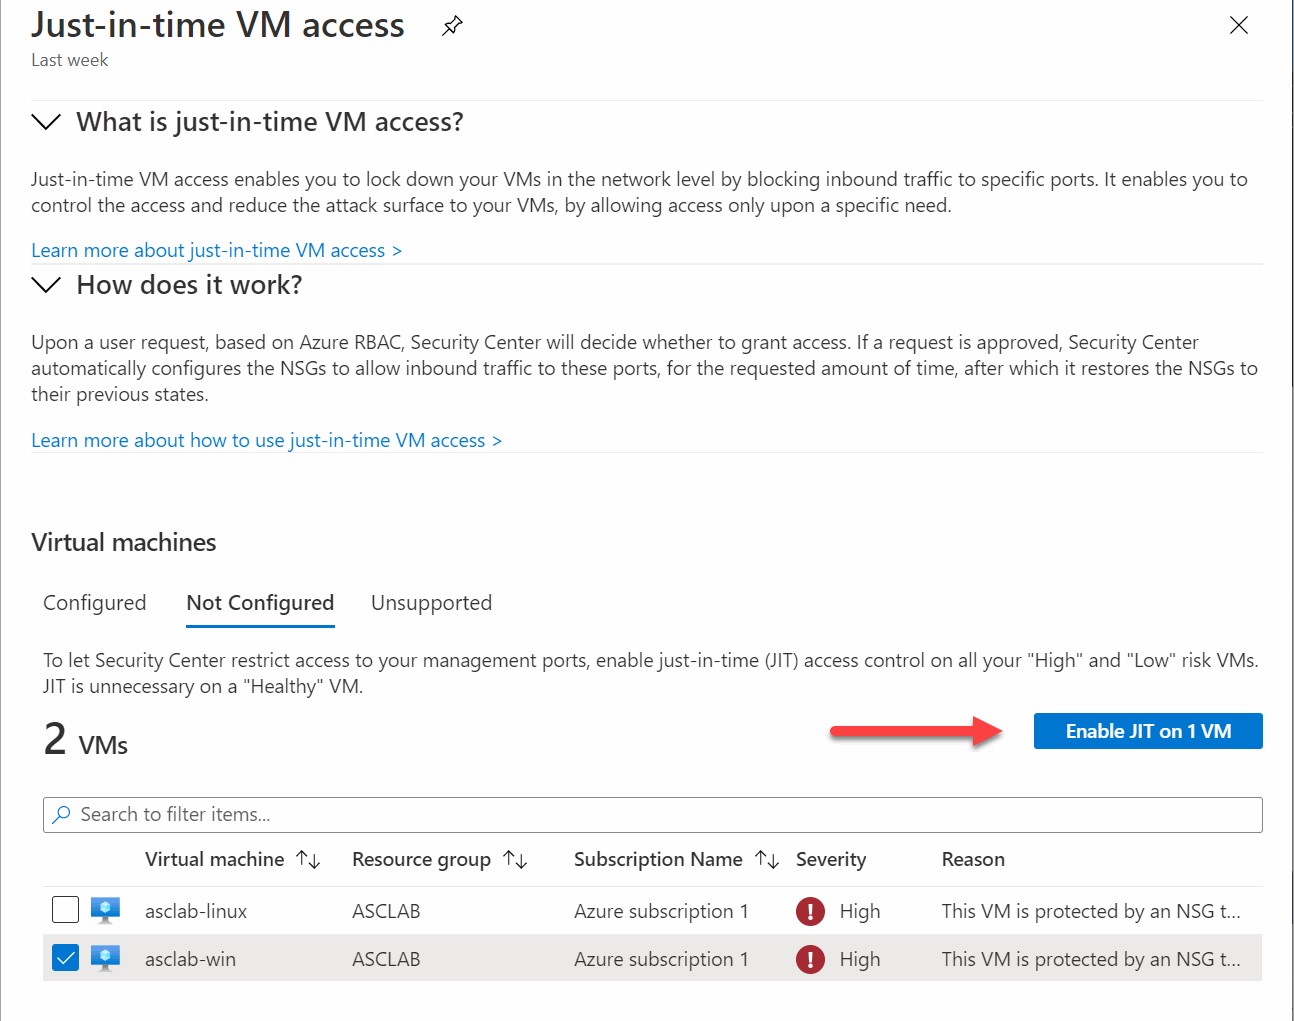 Just-in-time VM access
Last week
What is just-in-time VM access?
Just-in-time VM access enables you to lock down your VMs in the network level by blocking inbound traffic to specific ports. It enables you to
control the access and reduce the attack surface to your VMs, by allowing access only upon a specific need.
Learn more about just-in-time VM access >
How does it work?
Upon a user request, based on Azure RBAC, Security Center will decide whether to grant access. If a request is approved, Security Center
automatically configures the NSGs to allow inbound traffic to these ports, for the requested amount of time, after which it restores the NSGs to
their previous states.
Learn more about how to use just-in-time VM access >
Virtual machines
Configured Not Configured Unsupported
To let Security Center restrict access to your management ports, enable just-in-time (JIT) access control on all your "High" and "Low" risk VMs.
JIT is unnecessary on a "Healthy" VM.
2 VMs Enable JIT on 1 VM
Search to filter items...
Virtual machine Resource group Subscription Name Severity Reason
asclab-linux ASCLAB Azure subscription 1 High This VM is protected by an NSG t...
asclab-win ASCLAB Azure subscription 1 High This VM is protected by an NSG t...